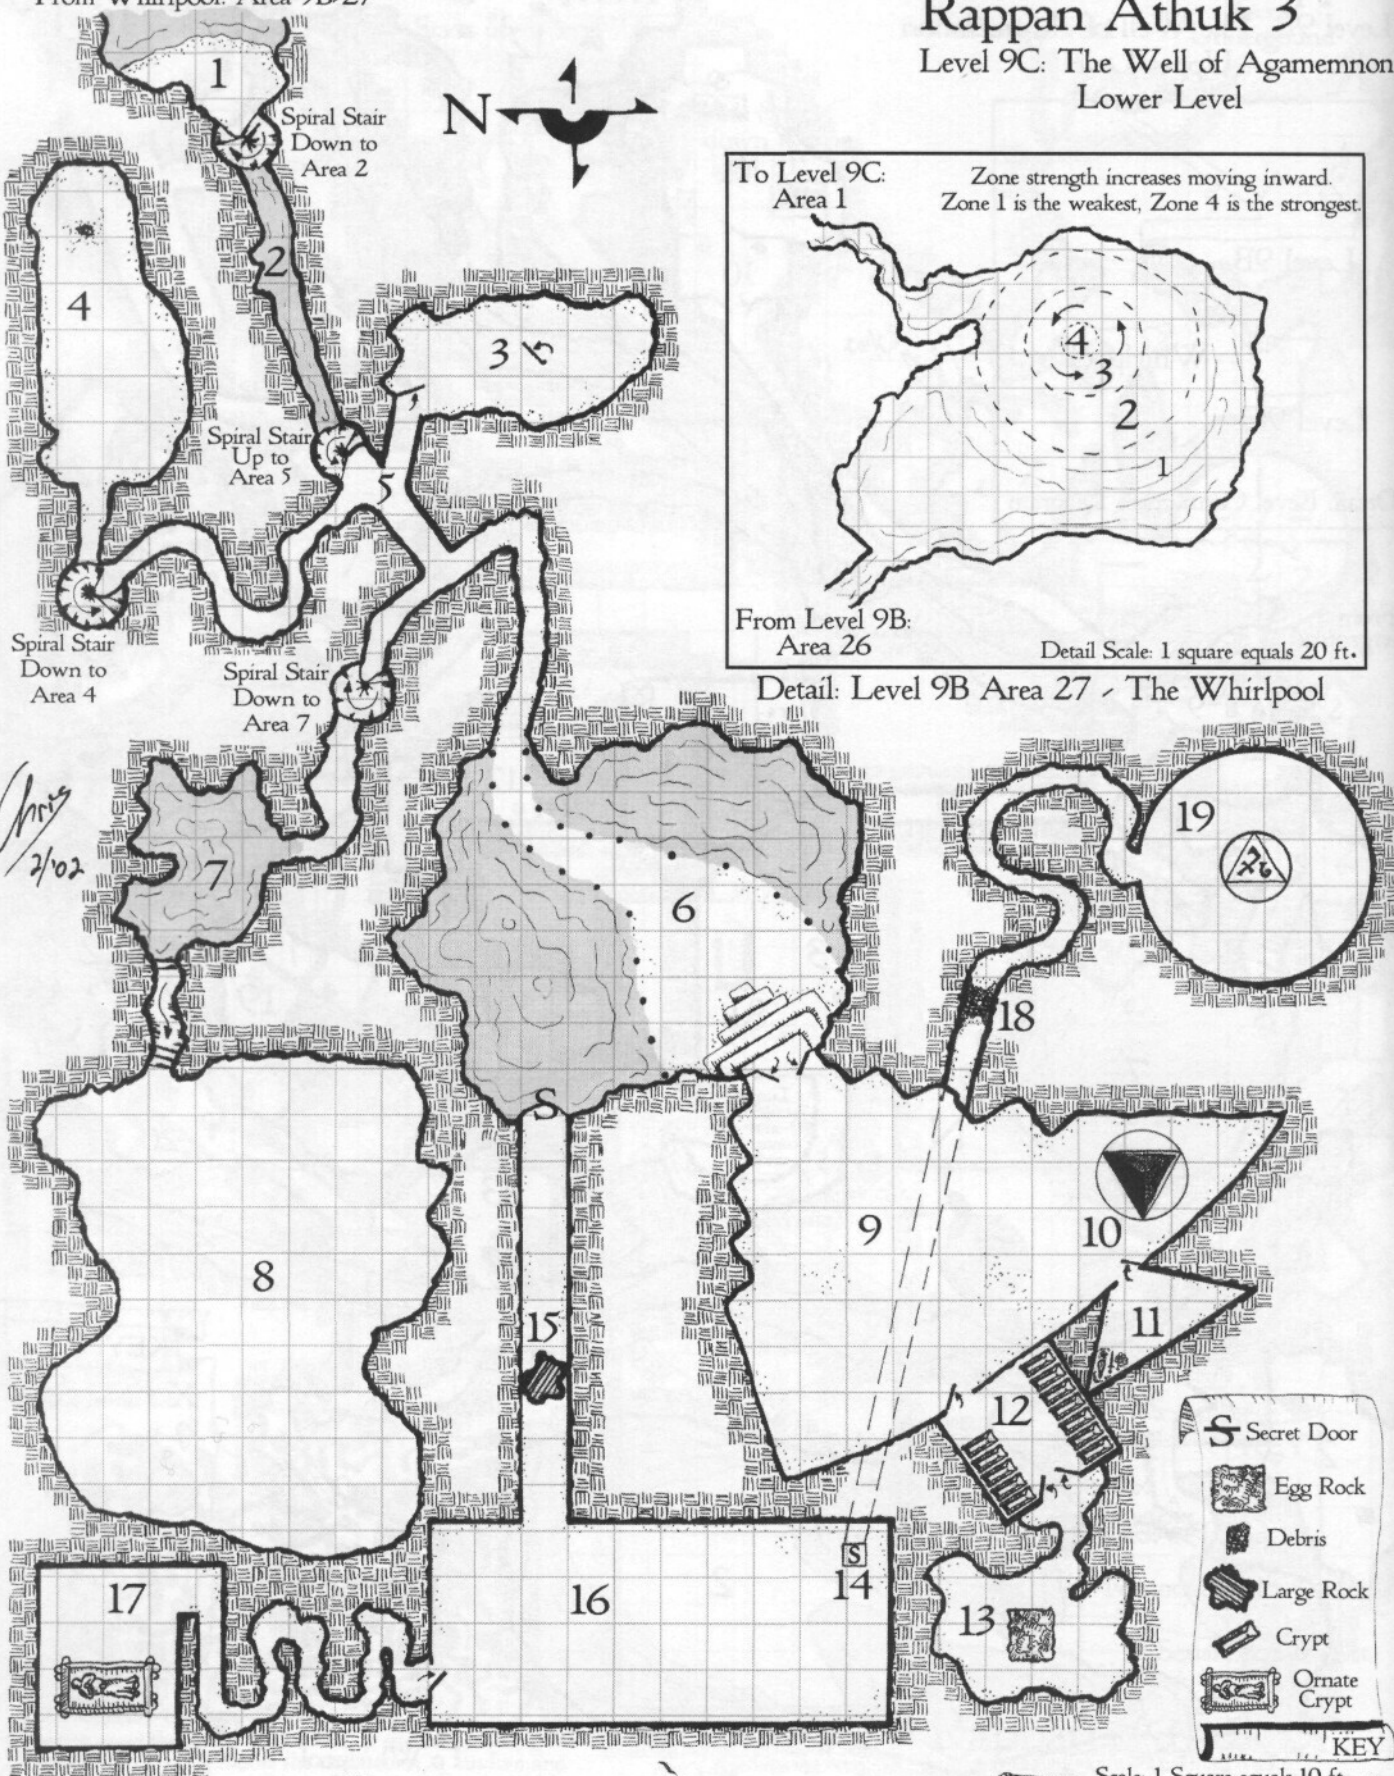 From Whirlpool: Area 9B-27
Rappan Athuk 3
Level 9C: The Well of Agamemnon
Lower Level
1
Spiral Stair
Down to
Area 2
N
2
4
3
Spiral Stair
Up to
Area 5
5
Spiral Stair
Down to
Area 4
Spiral Stair
Down to
Area 7
To Level 9C:
Area 1
Zone strength increases moving inward.
Zone 1 is the weakest, Zone 4 is the strongest.
4
3
2
1
From Level 9B:
Area 26
Detail Scale: 1 square equals 20 ft.
Detail: Level 9B Area 27 - The Whirlpool
Chris
2/'02
7
6
19
18
S
8
9
10
11
15
12
S
14
16
13
17
S Secret Door
Egg Rock
Debris
Large Rock
Crypt
Ornate
Crypt
KEY
Scale: 1 Square equals 10 ft.